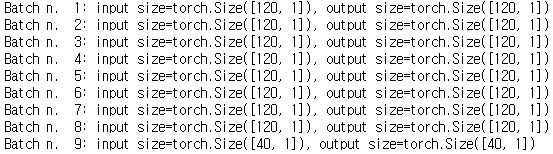 Batch n.  1: input size=torch.Size([120, 1]), output size=torch.Size([120, 1])
Batch n.  2: input size=torch.Size([120, 1]), output size=torch.Size([120, 1])
Batch n.  3: input size=torch.Size([120, 1]), output size=torch.Size([120, 1])
Batch n.  4: input size=torch.Size([120, 1]), output size=torch.Size([120, 1])
Batch n.  5: input size=torch.Size([120, 1]), output size=torch.Size([120, 1])
Batch n.  6: input size=torch.Size([120, 1]), output size=torch.Size([120, 1])
Batch n.  7: input size=torch.Size([120, 1]), output size=torch.Size([120, 1])
Batch n.  8: input size=torch.Size([120, 1]), output size=torch.Size([120, 1])
Batch n.  9: input size=torch.Size([40, 1]), output size=torch.Size([40, 1])